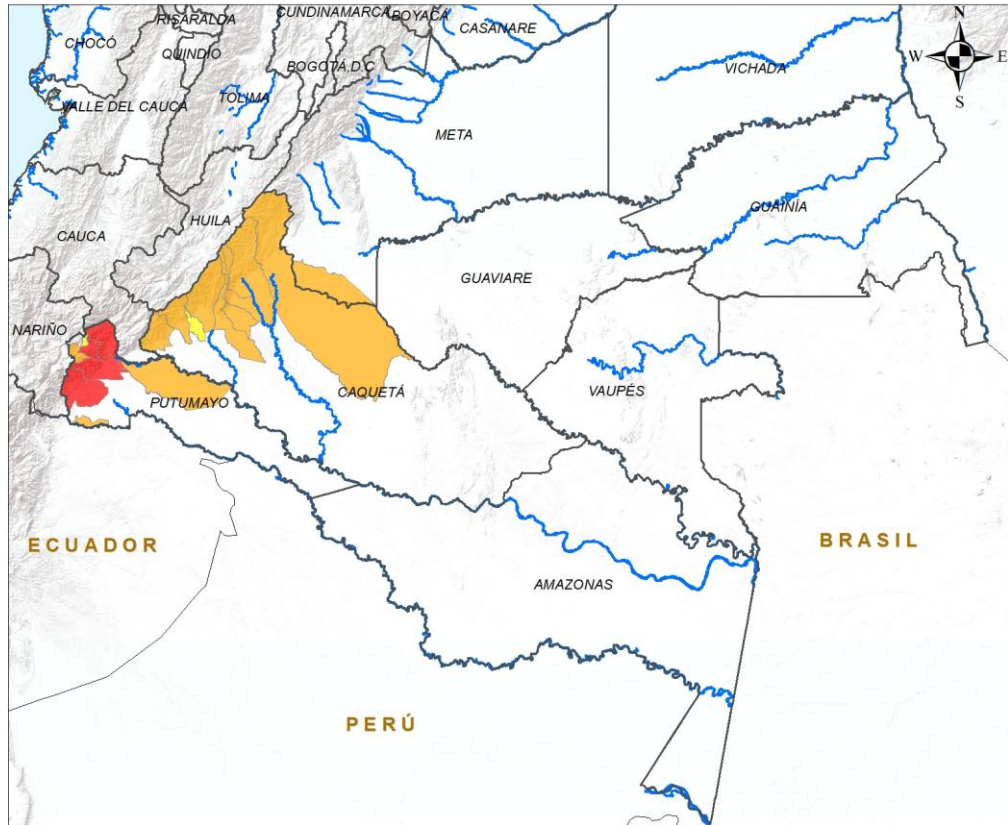 CUNDINAMARCA
BOYACÁ
RISARALDA
CASANARE
N
CHOCÓ
QUINDIO
BOGOTÁ D.C
VICHADA
W
E
S
VALLE DEL CAUCA
TOLIMA
META
HUILA
GUAINÍA
CAUCA
GUAVIARE
NARIÑO
CAQUETÁ
VAUPÉS
PUTUMAYO
ECUADOR
BRASIL
AMAZONAS
PERÚ